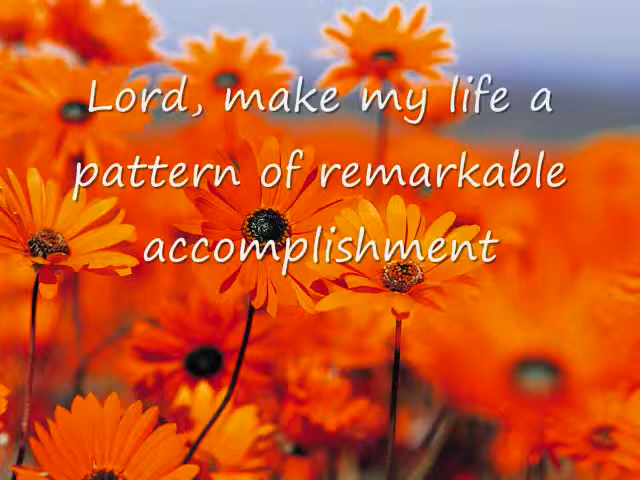 Lord, make my life a
pattern of remarkable
accomplishment